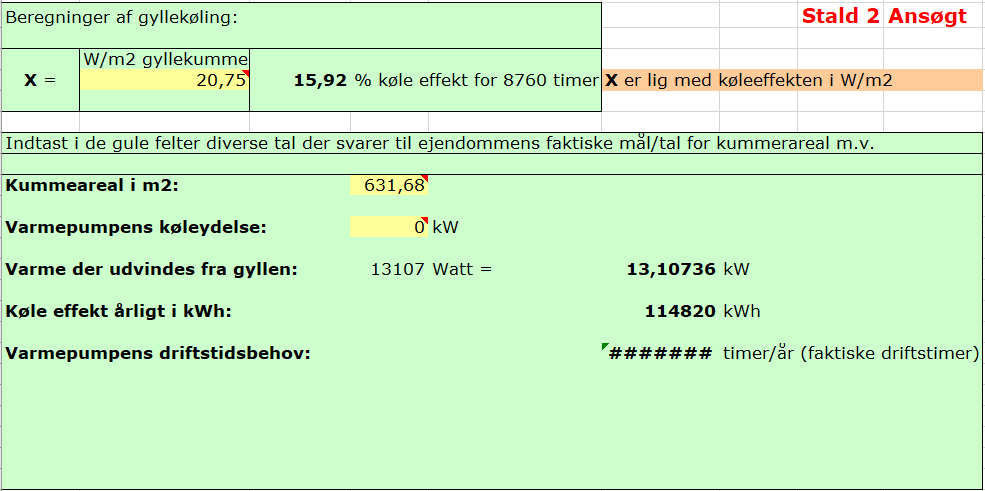 Beregninger af gyllekøling:
Stald 2 Ansøgt
W/m2 gyllekumme
X = 20,75 15,92 % køle effekt for 8760 timer X er lig med køleeffekten i W/m2
Indtast i de gule felter diverse tal der svarer til ejendommens faktiske mål/tal for kummerareal m.v.
Kummeareal i m2: 631,68
Varmepumpens køleydelse: 0 kW
Varme der udvindes fra gyllen: 13107 Watt = 13,10736 kW
Køle effekt årligt i kWh: 114820 kWh
Varmepumpens driftstidsbehov: ####### timer/år (faktiske driftstimer)